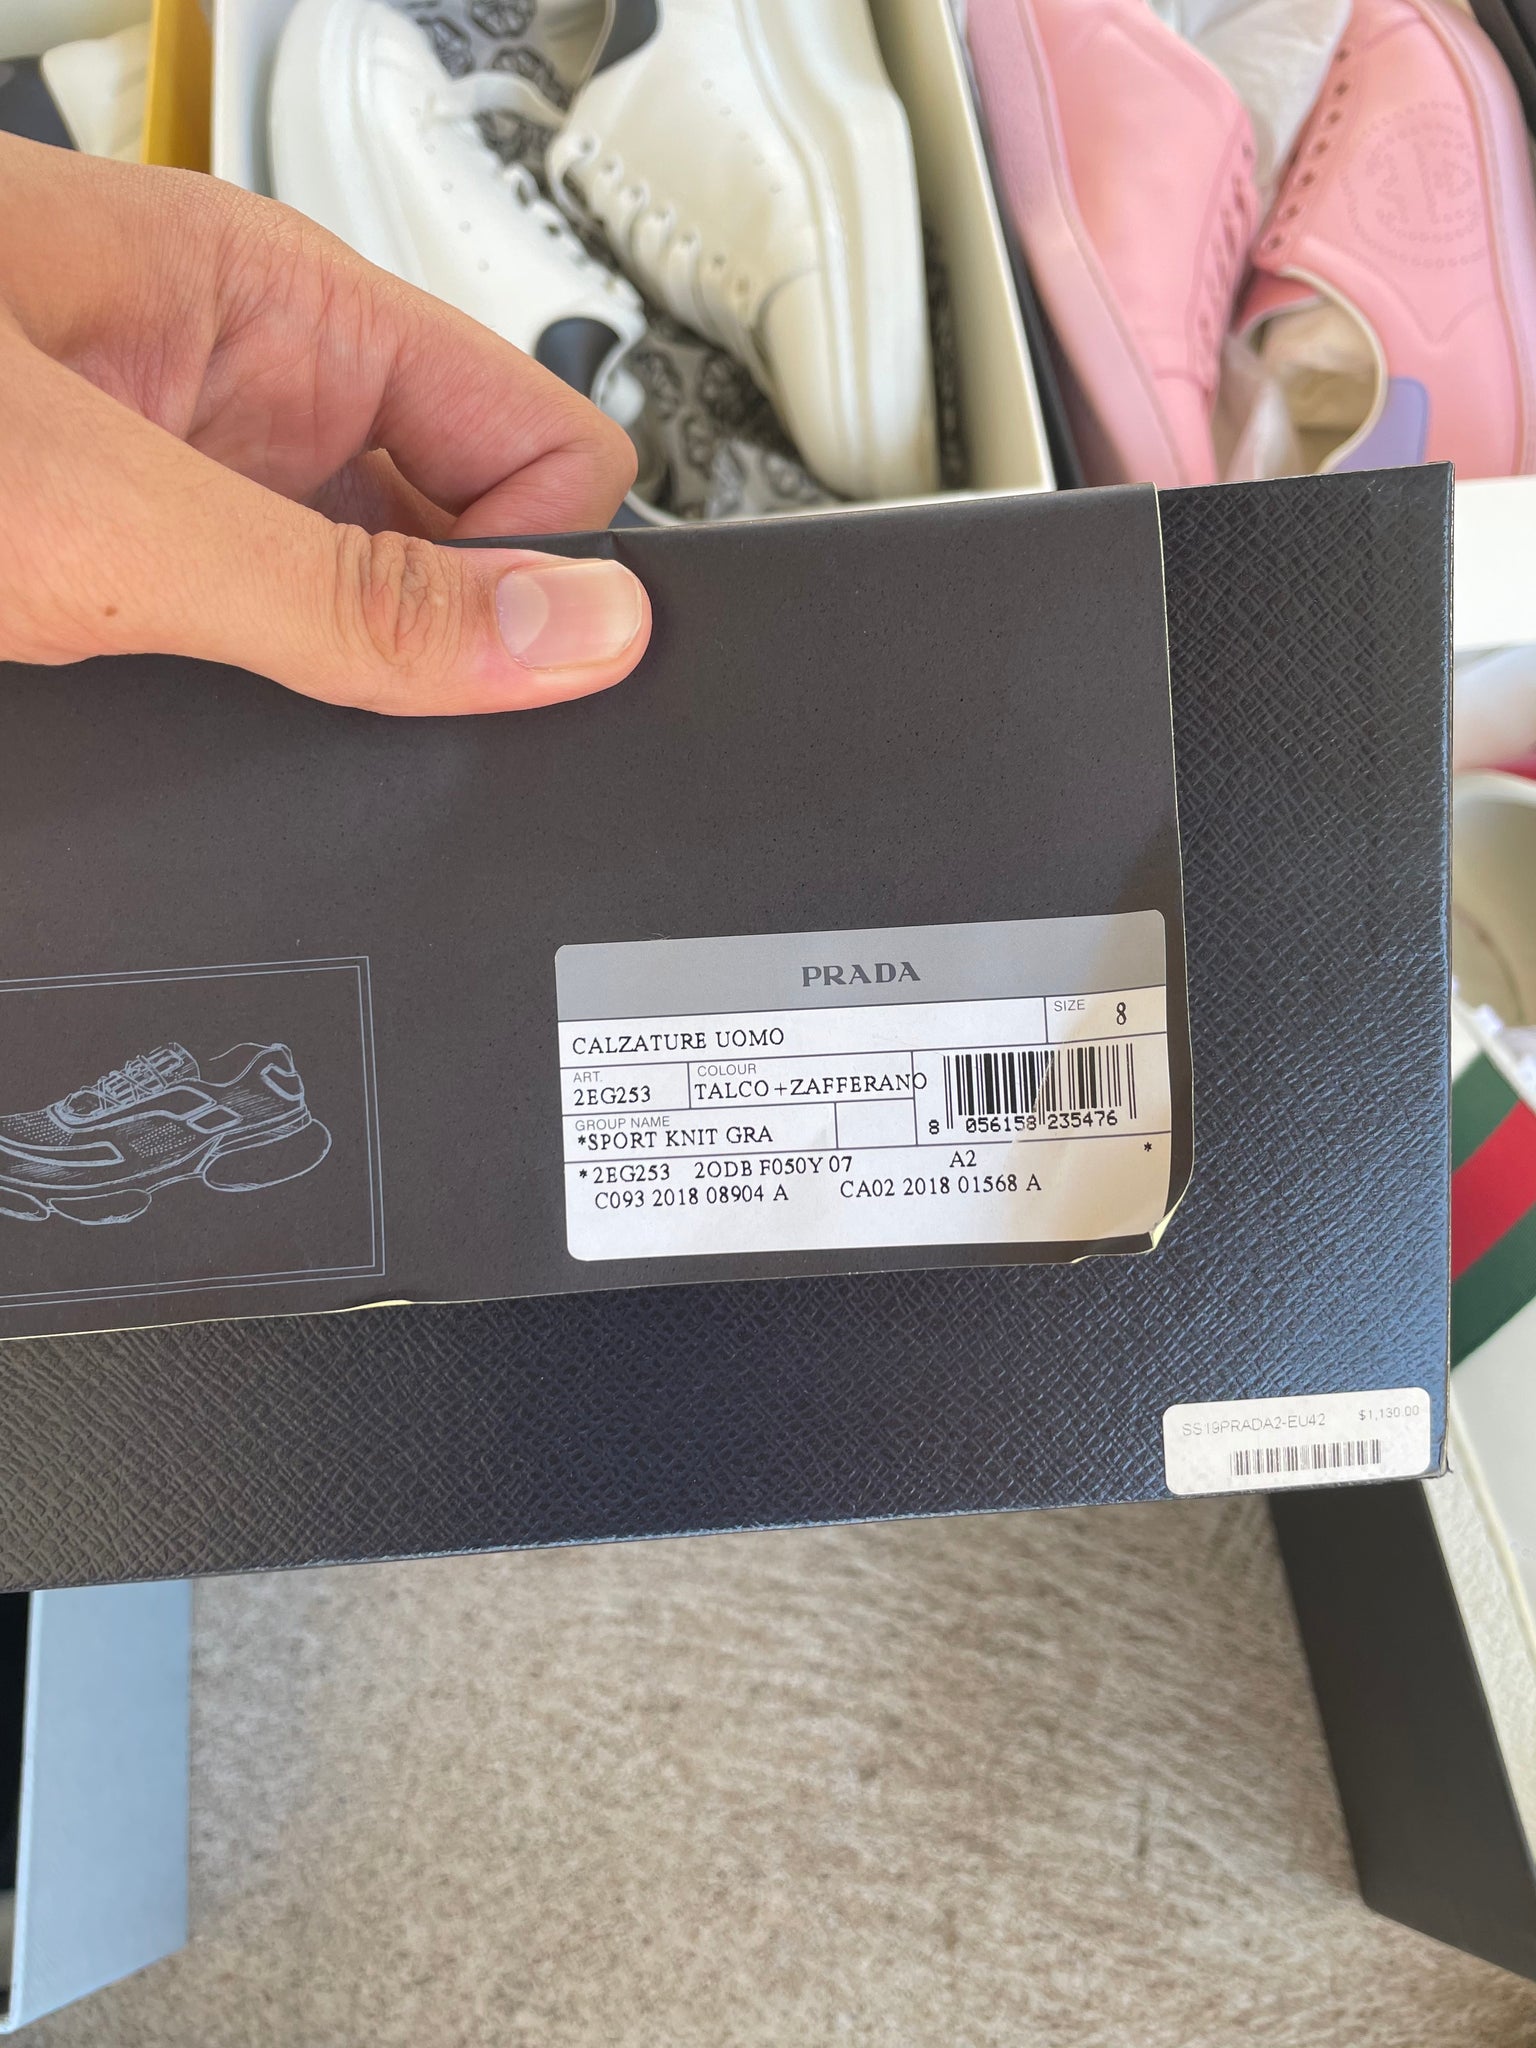 PRADA
CALZATURE UOMO
SIZE 8
ART.
2EG253
COLOUR
TALCO+ZAFFERANO
GROUP NAME
*SPORT KNIT GRA
8 056158 235476
*2EG253 2ODB F050Y 07 A2 *
C093 2018 08904 A CA02 2018 01568 A
SS19PRADA2-EU42 $1,130.00